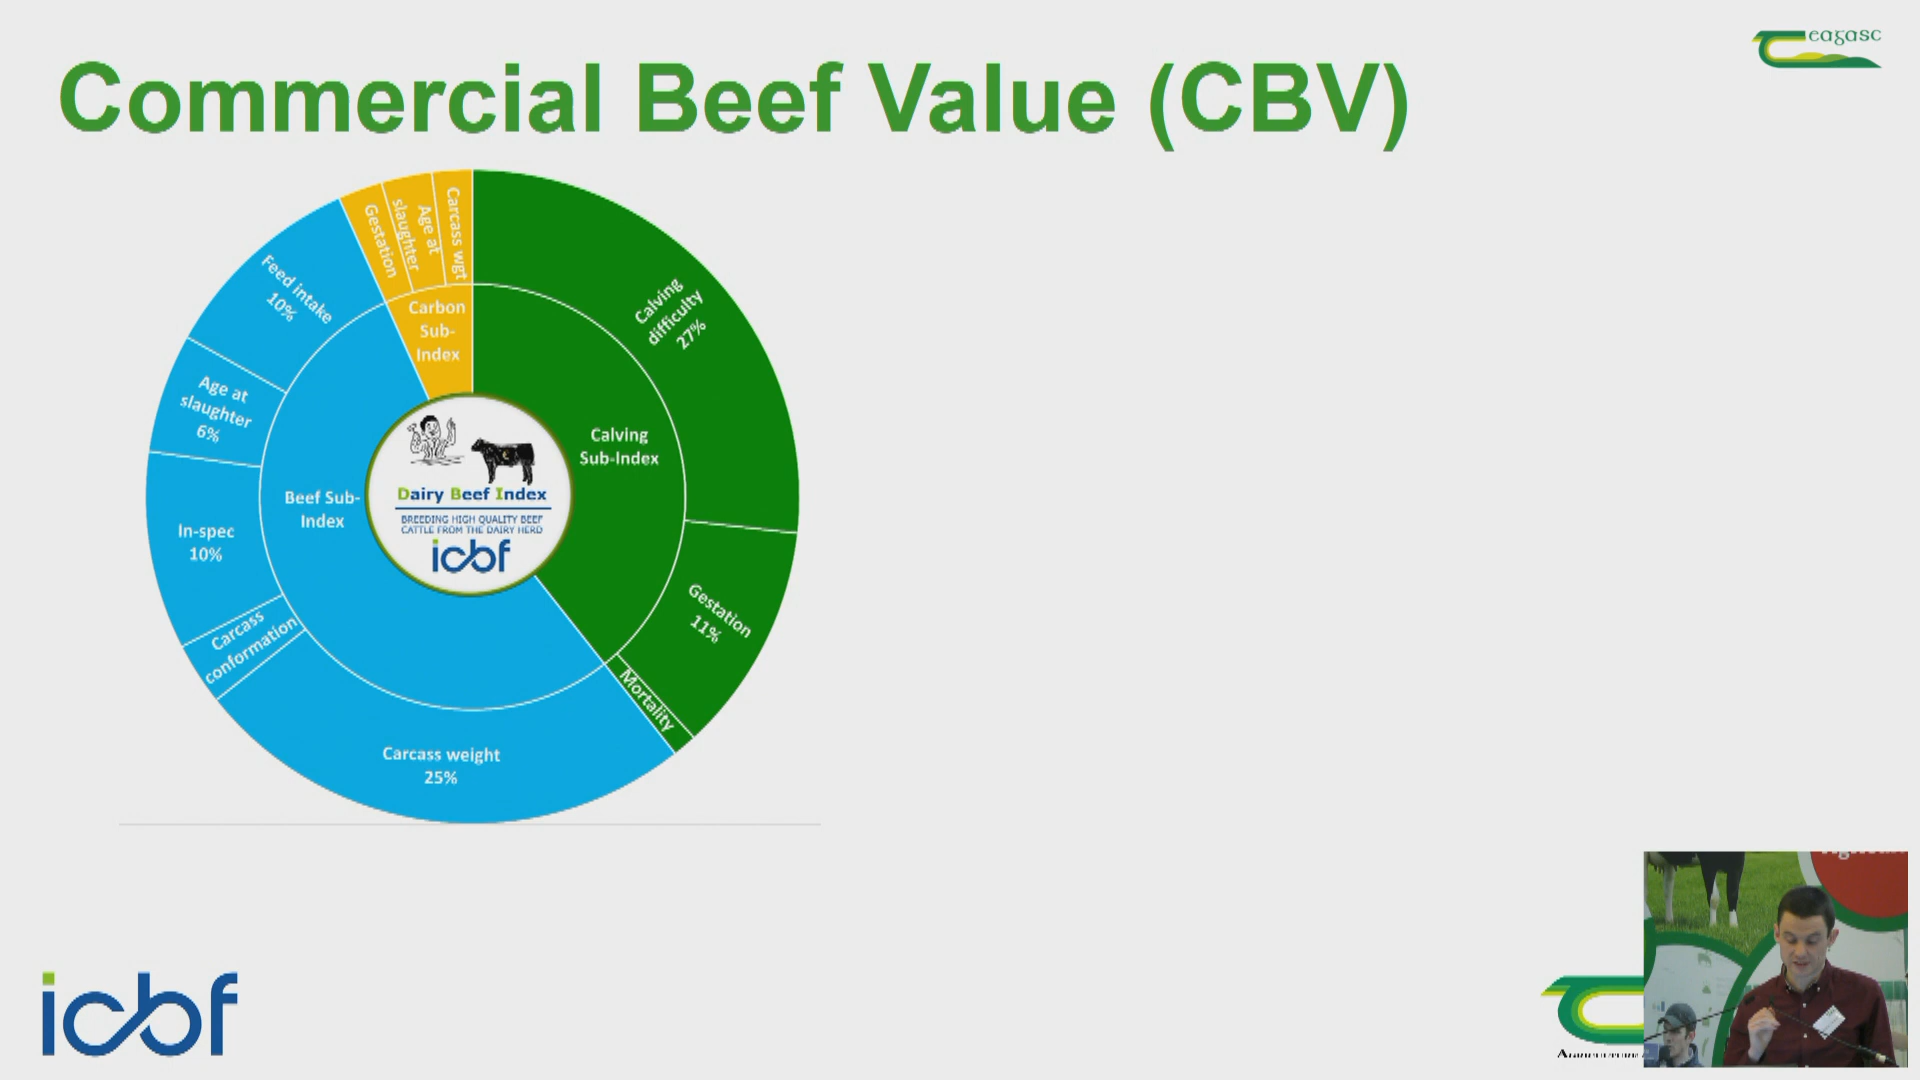 eagasc
Commercial Beef Value (CBV)
Carcass wgt
Age at
slaughter
Gestation
Carbon
Sub-
Index
Feed intake
10%
Age at
slaughter
6%
In-spec
10%
Carcass
conformation
Carcass weight
25%
Beef Sub-
Index
Calving
difficulty
27%
Calving
Sub-Index
Gestation
11%
Mortality
Dairy Beef Index
BREEDING HIGH QUALITY BEEF
CATTLE FROM THE DAIRY HERD
icbf
icbf